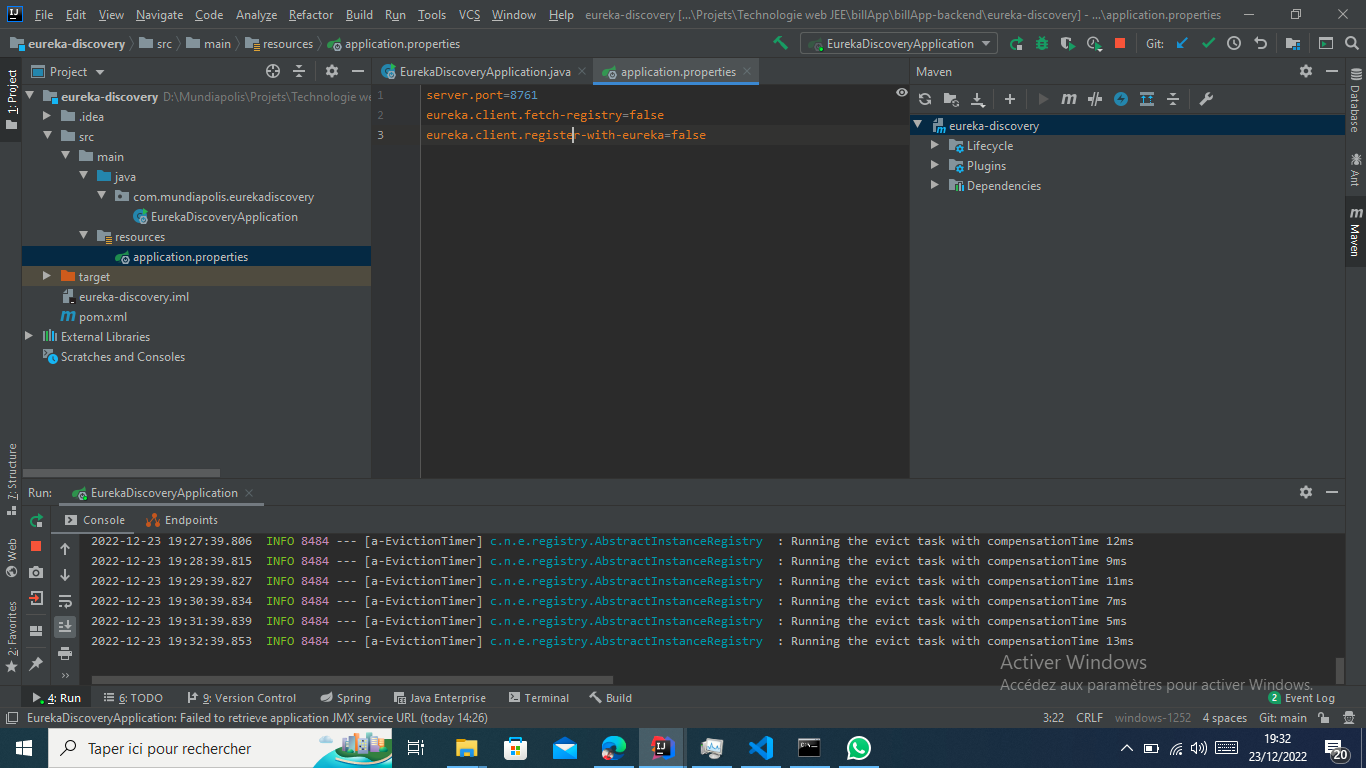 File Edit View Navigate Code Analyze Refactor Build Run Tools VCS Window Help eureka-discovery [...\Projets\Technologie web JEE\billApp\billApp-backend\eureka-discovery] - ...\application.properties
eureka-discovery src main resources application.properties EurekaDiscoveryApplication Git:
Project EurekaDiscoveryApplication.java application.properties Maven
1: Project
eureka-discovery D:\Mundiapolis\Projets\Technologie we
.idea
src
main
java
com.mundiapolis.eurekadiscovery
EurekaDiscoveryApplication
resources
application.properties
target
eureka-discovery.iml
pom.xml
External Libraries
Scratches and Consoles
1 server.port=8761
2 eureka.client.fetch-registry=false
3 eureka.client.register-with-eureka=false
eureka-discovery
Lifecycle
Plugins
Dependencies
Database
Ant
Maven
7: Structure
Web
2: Favorites
Run: EurekaDiscoveryApplication
Console Endpoints
2022-12-23 19:27:39.806 INFO 8484 --- [a-EvictionTimer] c.n.e.registry.AbstractInstanceRegistry : Running the evict task with compensationTime 12ms
2022-12-23 19:28:39.815 INFO 8484 --- [a-EvictionTimer] c.n.e.registry.AbstractInstanceRegistry : Running the evict task with compensationTime 9ms
2022-12-23 19:29:39.827 INFO 8484 --- [a-EvictionTimer] c.n.e.registry.AbstractInstanceRegistry : Running the evict task with compensationTime 11ms
2022-12-23 19:30:39.834 INFO 8484 --- [a-EvictionTimer] c.n.e.registry.AbstractInstanceRegistry : Running the evict task with compensationTime 7ms
2022-12-23 19:31:39.839 INFO 8484 --- [a-EvictionTimer] c.n.e.registry.AbstractInstanceRegistry : Running the evict task with compensationTime 5ms
2022-12-23 19:32:39.853 INFO 8484 --- [a-EvictionTimer] c.n.e.registry.AbstractInstanceRegistry : Running the evict task with compensationTime 13ms
Activer Windows
Accédez aux paramètres pour activer Windows.
4: Run 6: TODO 9: Version Control Spring Java Enterprise Terminal Build 2 Event Log
EurekaDiscoveryApplication: Failed to retrieve application JMX service URL (today 14:26) 3:22 CRLF windows-1252 4 spaces Git: main
Taper ici pour rechercher
19:32
23/12/2022
20